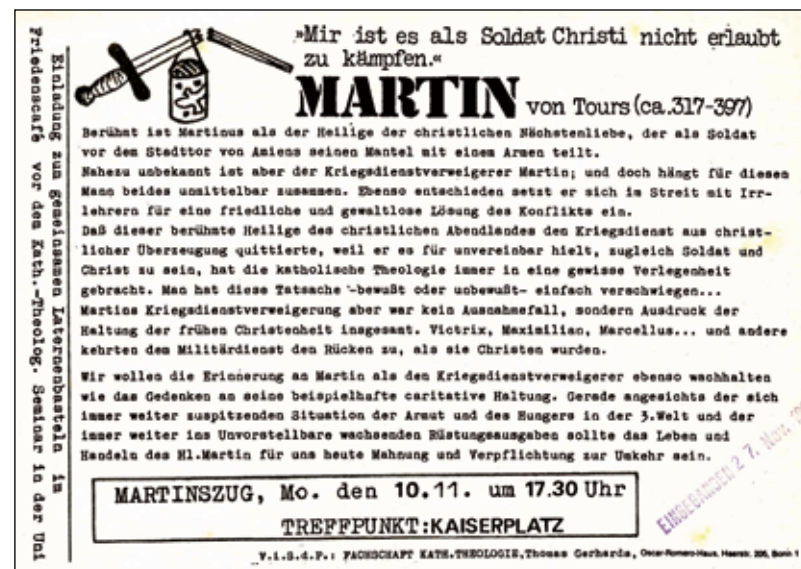 »Mir ist es als Soldat Christi nicht erlaubt
zu kämpfen.«
MARTIN von Tours (ca. 317-397)
Berühmt ist Martinus als der Heilige der christlichen Nächstenliebe, der als Soldat
vor dem Stadttor von Amiens seinen Mantel mit einem Armen teilt.
Nahezu unbekannt ist aber der Kriegsdienstverweigerer Martin; und doch hängt für diesen
Mann beides unmittelbar zusammen. Ebenso entschieden setzt er sich im Streit mit Irr-
lehrern für eine friedliche und gewaltlose Lösung des Konflikts ein.
Daß dieser berühmte Heilige des christlichen Abendlandes den Kriegsdienst aus christ-
licher Überzeugung quittierte, weil er es für unvereinbar hielt, zugleich Soldat und
Christ zu sein, hat die katholische Theologie immer in eine gewisse Verlegenheit
gebracht. Man hat diese Tatsache -bewußt oder unbewußt- einfach verschwiegen...
Martins Kriegsdienstverweigerung aber war kein Ausnahmefall, sondern Ausdruck der
Haltung der frühen Christenheit insgesamt. Victrix, Maximilian, Marcellus... und andere
kehrten dem Militärdienst den Rücken zu, als sie Christen wurden.
Wir wollen die Erinnerung an Martin als den Kriegsdienstverweigerer ebenso wachhalten
wie das Gedenken an seine beispielhafte caritative Haltung. Gerade angesichts der sich
immer weiter zuspitzenden Situation der Armut und des Hungers in der 3.Welt und der
immer weiter ins Unvorstellbare wachsenden Rüstungsausgaben sollte das Leben und
Handeln des Hl.Martin für uns heute Mahnung und Verpflichtung zur Umkehr sein.
MARTINSZUG, Mo. den 10.11. um 17.30 Uhr
TREFFPUNKT: KAISERPLATZ
V.i.S.d.P.: FACHSCHAFT KATH.THEOLOGIE, Thomas Gerhards, Oscar-Romero-Haus, Heerstr. 205, Bonn 1
Einladung zum gemeinsamen Laternenbasteln im
Friedenscafé vor dem Kath.-Theolog. Seminar in der Uni
EINGEGANGEN 27. Nov.